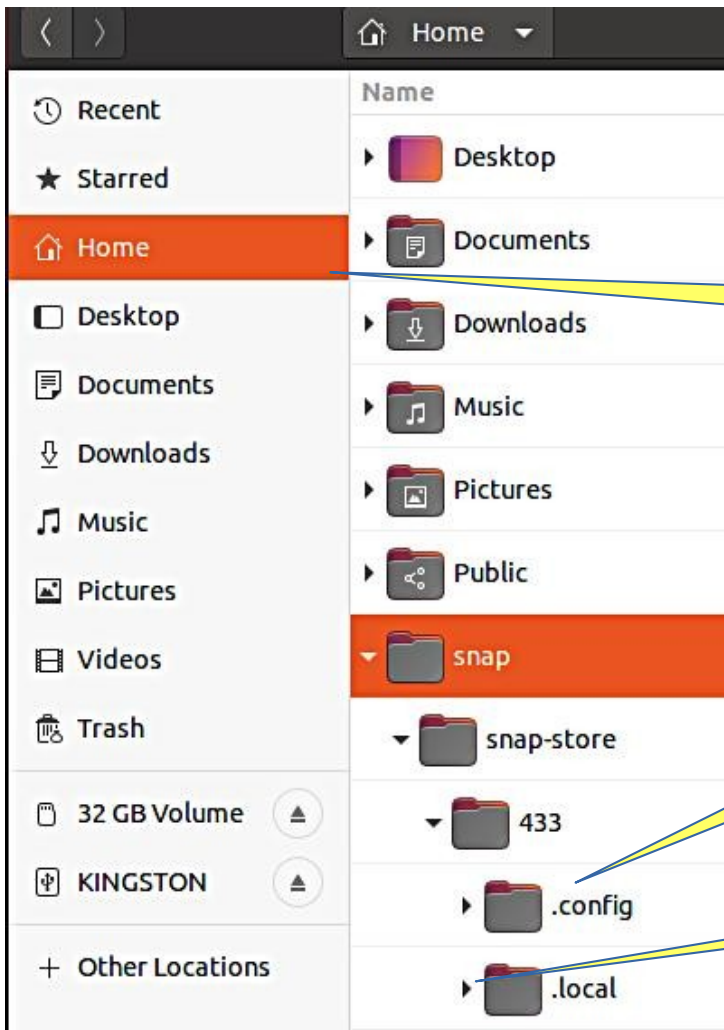 Home
Name
Recent
Starred
Home
Desktop
Documents
Downloads
Music
Pictures
Videos
Trash
32 GB Volume
KINGSTON
Other Locations
Desktop
Documents
Downloads
Music
Pictures
Public
snap
snap-store
433
.config
.local